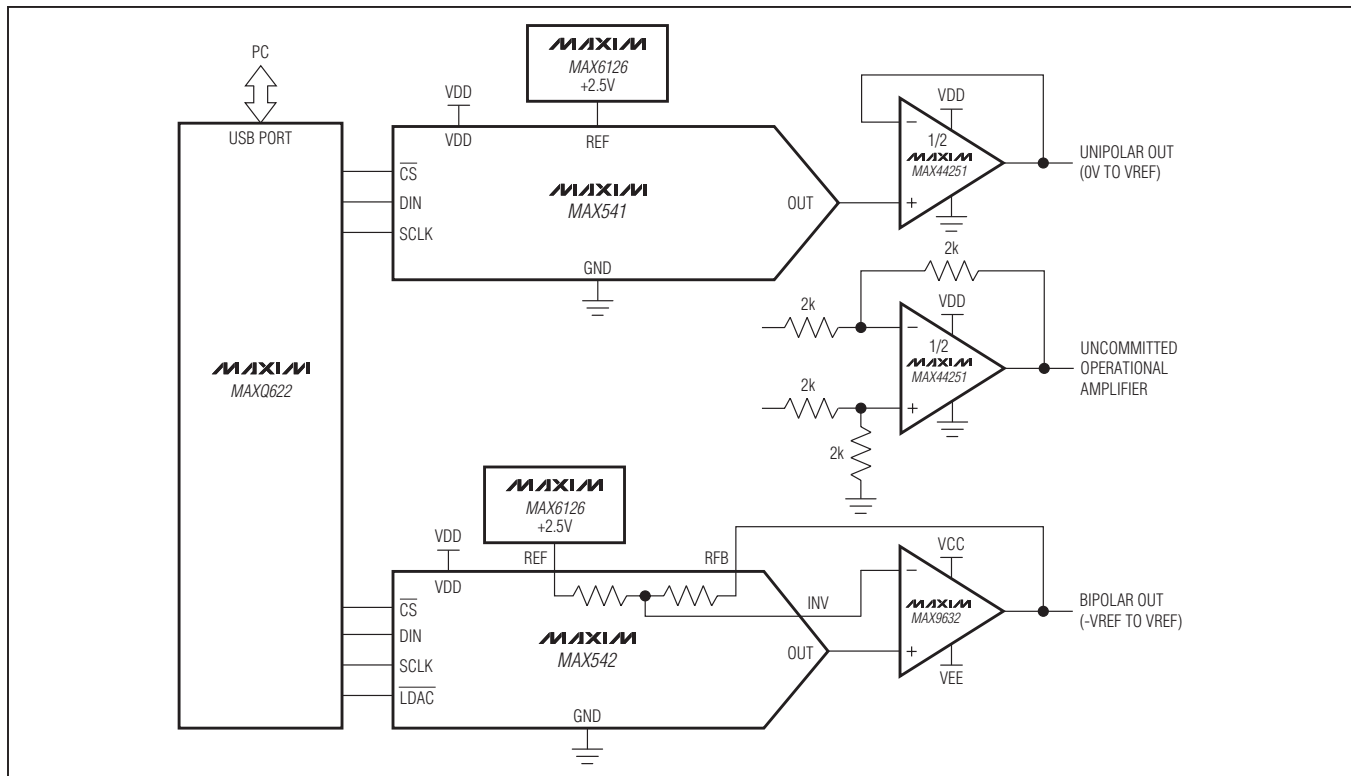 PC
USB PORT
MAXIM
MAXQ622
MAXIM
MAX6126
+2.5V
VDD
VDD
REF
CS
DIN
SCLK
MAXIM
MAX541
OUT
GND
VDD
−
1/2
MAXIM
MAX44251
+
UNIPOLAR OUT
(0V TO VREF)
2k
2k
VDD
−
1/2
MAXIM
MAX44251
+
2k
2k
UNCOMMITTED
OPERATIONAL
AMPLIFIER
MAXIM
MAX6126
+2.5V
VDD
VDD
REF
RFB
CS
DIN
SCLK
LDAC
INV
MAXIM
MAX542
OUT
GND
VCC
−
MAXIM
MAX9632
+
VEE
BIPOLAR OUT
(-VREF TO VREF)